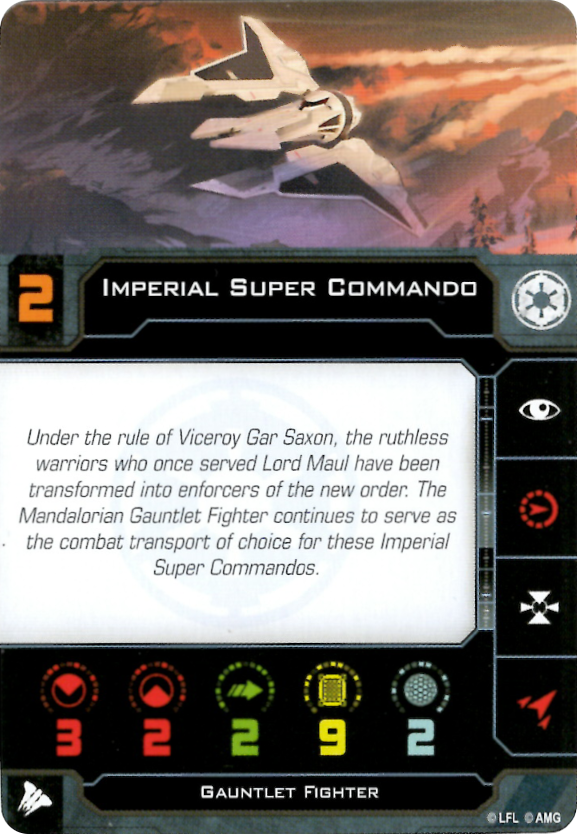 2
Imperial Super Commando
Under the rule of Viceroy Gar Saxon, the ruthless
warriors who once served Lord Maul have been
transformed into enforcers of the new order. The
Mandalorian Gauntlet Fighter continues to serve as
the combat transport of choice for these Imperial
Super Commandos.
3 2 2 9 2
Gauntlet Fighter
© LFL © AMG